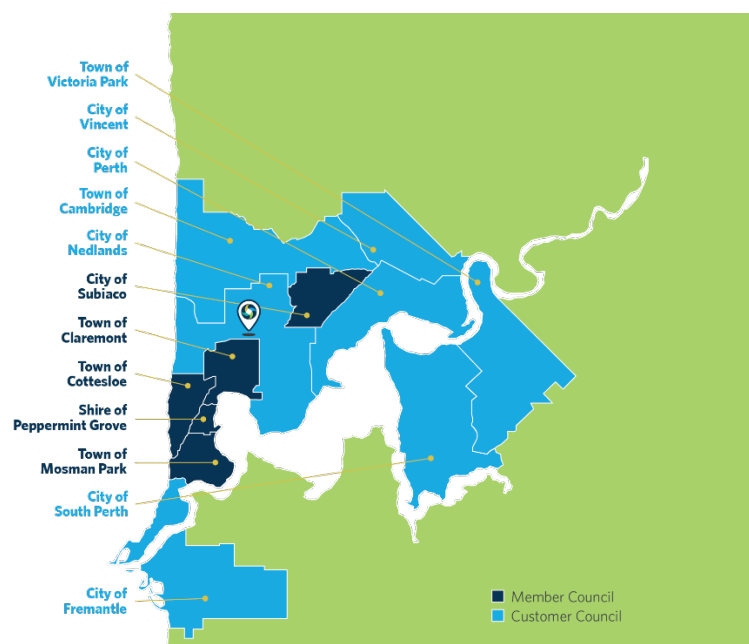 Town of
Victoria Park
City of
Vincent
City of
Perth
Town of
Cambridge
City of
Nedlands
City of
Subiaco
Town of
Claremont
Town of
Cottesloe
Shire of
Peppermint Grove
Town of
Mosman Park
City of
South Perth
City of
Fremantle
Member Council
Customer Council